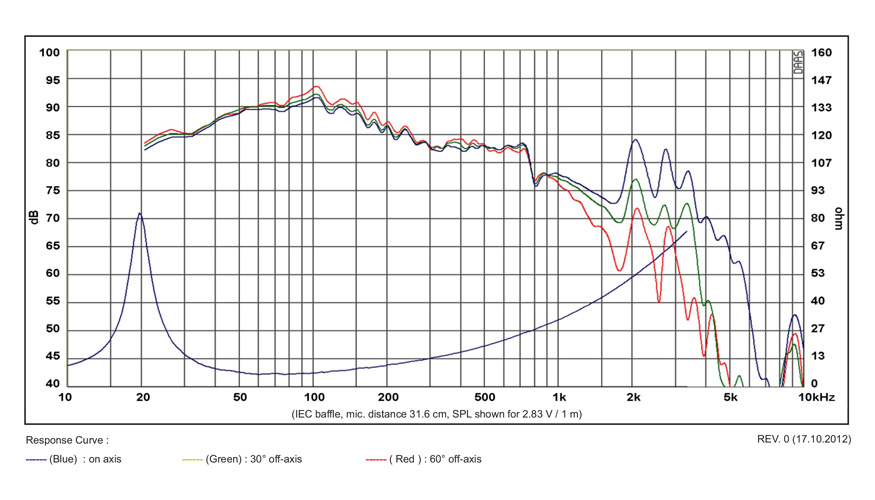 100 160
95 147
90 133
85 120
80 107
75 93
70 80
dB ohm
65 67
60 53
55 40
50 27
45 13
40 0
10 20 50 100 200 500 1k 2k 5k 10kHz
DAAS
(IEC baffle, mic. distance 31.6 cm, SPL shown for 2.83 V / 1 m)
Response Curve : REV. 0 (17.10.2012)
(Blue) : on axis (Green) : 30° off-axis ( Red ) : 60° off-axis